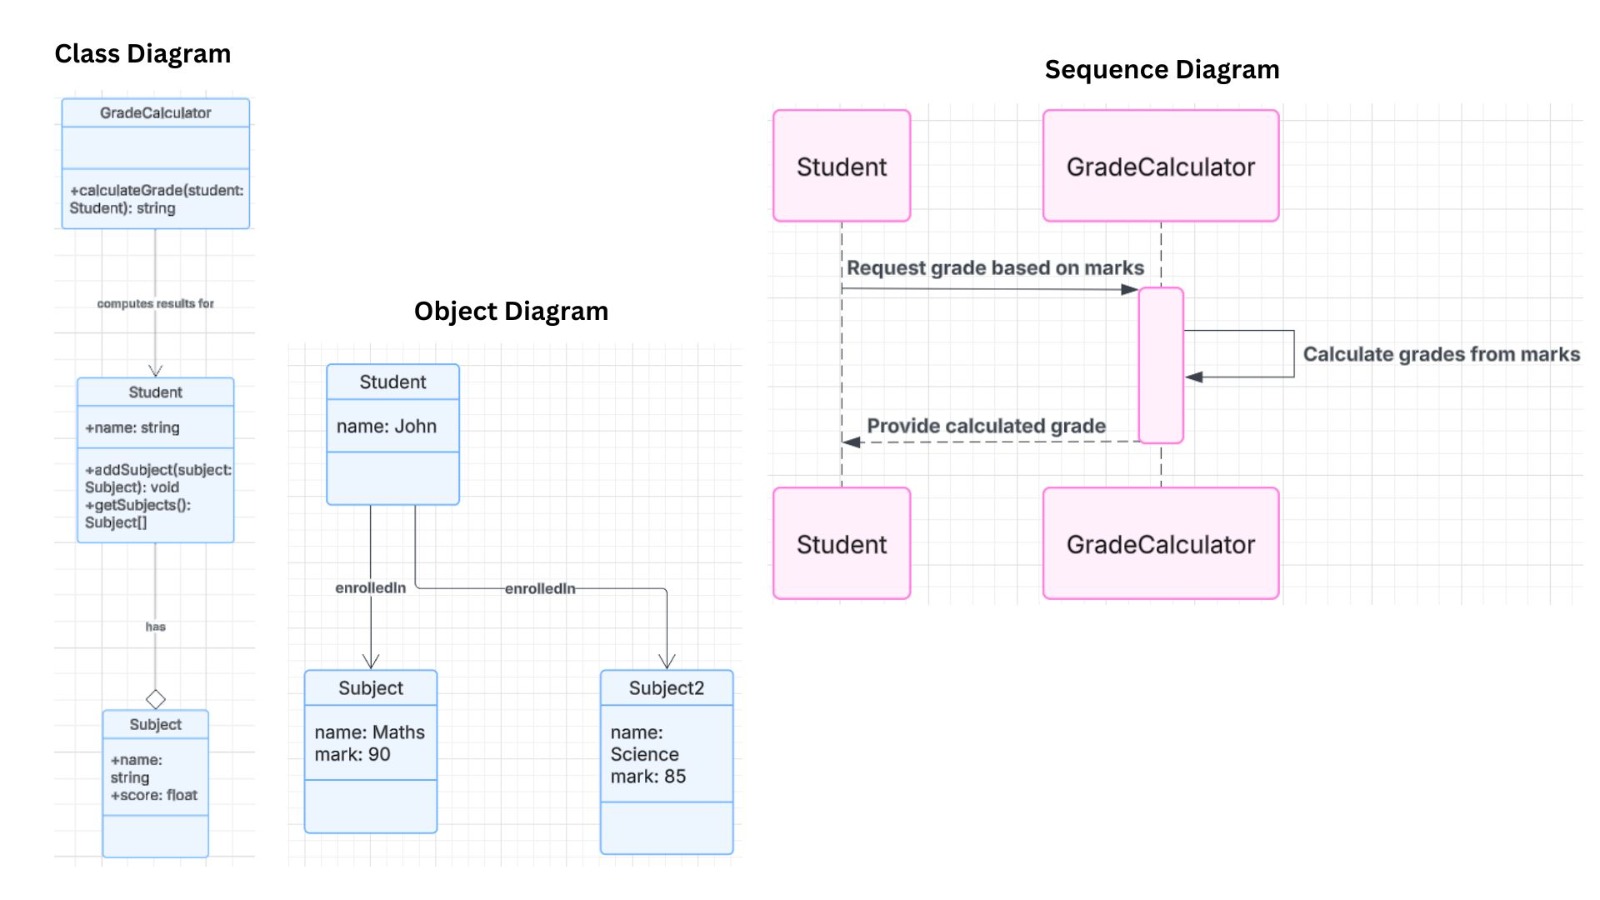 Class Diagram
GradeCalculator
+calculateGrade(student:
Student): string
computes results for
Student
+name: string
+addSubject(subject:
Subject): void
+getSubjects():
Subject[]
has
Subject
+name:
string
+score: float
Object Diagram
Student
name: John
enrolledIn
enrolledIn
Subject
name: Maths
mark: 90
Subject2
name:
Science
mark: 85
Sequence Diagram
Student
GradeCalculator
Request grade based on marks
Calculate grades from marks
Provide calculated grade
Student
GradeCalculator